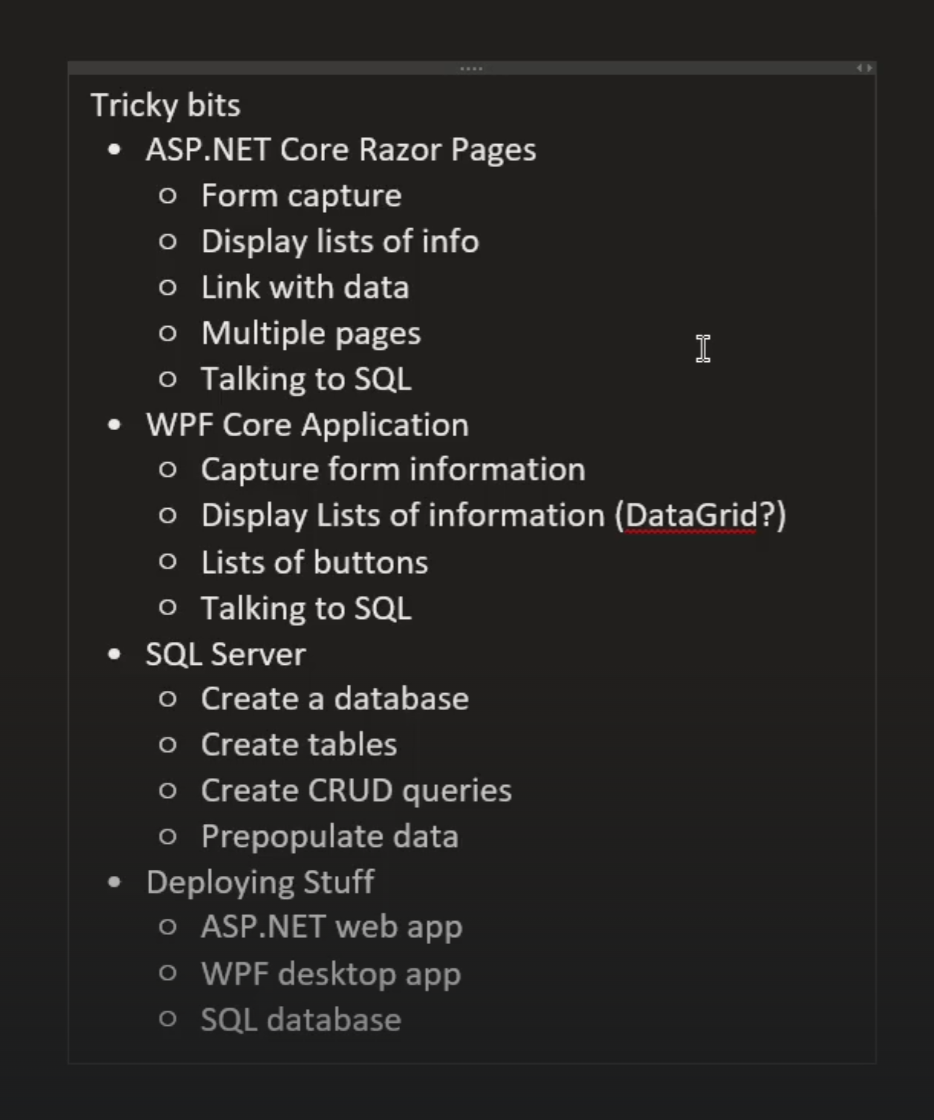 Tricky bits
• ASP.NET Core Razor Pages
○ Form capture
○ Display lists of info
○ Link with data
○ Multiple pages
○ Talking to SQL
• WPF Core Application
○ Capture form information
○ Display Lists of information (DataGrid?)
○ Lists of buttons
○ Talking to SQL
• SQL Server
○ Create a database
○ Create tables
○ Create CRUD queries
○ Prepopulate data
• Deploying Stuff
○ ASP.NET web app
○ WPF desktop app
○ SQL database